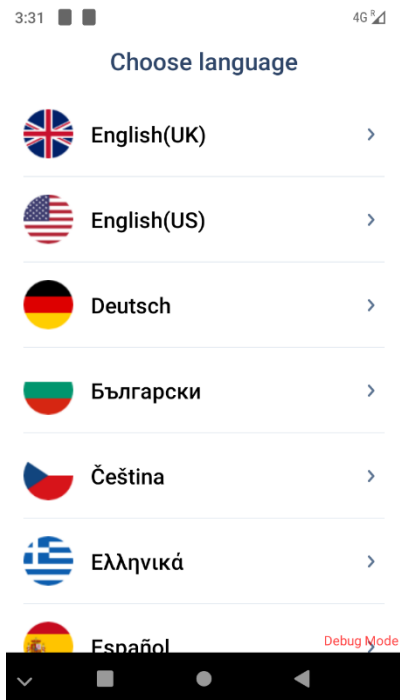 3:31
4G R
Choose language
English(UK)
English(US)
Deutsch
Български
Čeština
Ελληνικά
Español
Debug Mode